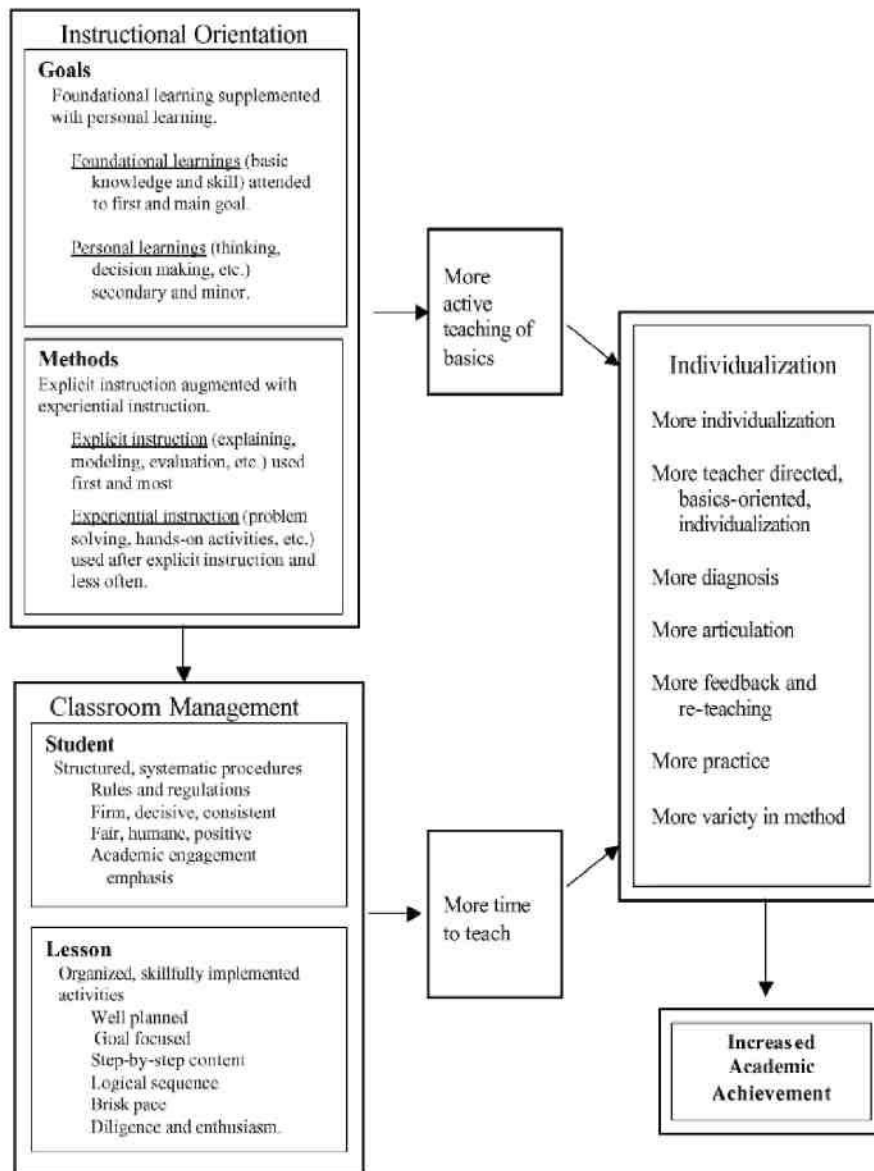 Instructional Orientation
Goals
Foundational learning supplemented
with personal learning.
Foundational learnings (basic
knowledge and skill) attended
to first and main goal.
Personal learnings (thinking,
decision making, etc.)
secondary and minor.
Methods
Explicit instruction augmented with
experiential instruction.
Explicit instruction (explaining,
modeling, evaluation, etc.) used
first and most
Experiential instruction (problem
solving, hands-on activities, etc.)
used after explicit instruction and
less often.
Classroom Management
Student
Structured, systematic procedures
Rules and regulations
Firm, decisive, consistent
Fair, humane, positive
Academic engagement
emphasis
Lesson
Organized, skillfully implemented
activities
Well planned
Goal focused
Step-by-step content
Logical sequence
Brisk pace
Diligence and enthusiasm.
More
active
teaching of
basics
More time
to teach
Individualization
More individualization
More teacher directed,
basics-oriented,
individualization
More diagnosis
More articulation
More feedback and
re-teaching
More practice
More variety in method
Increased
Academic
Achievement